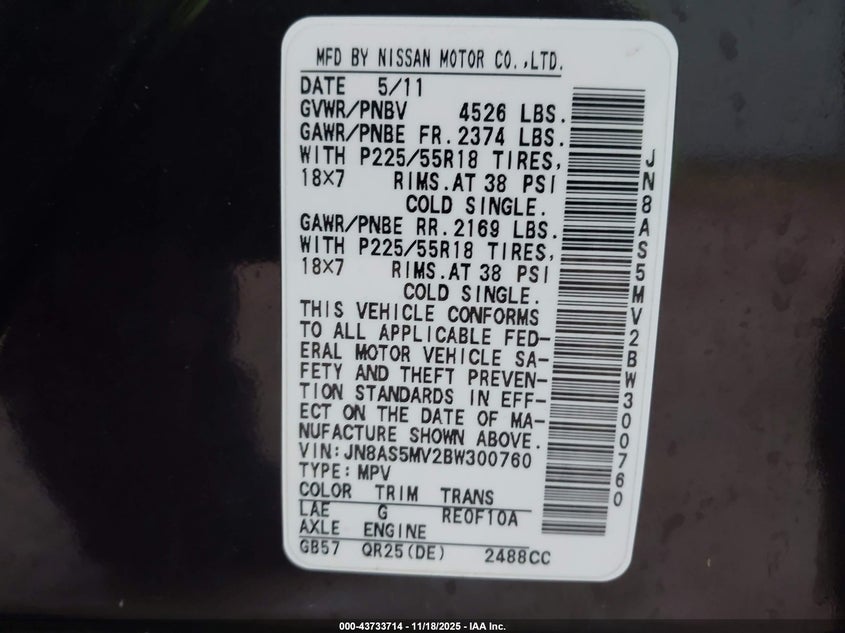 MFD BY NISSAN MOTOR CO.,LTD.
DATE 5/11
GVWR/PNBV 4526 LBS.
GAWR/PNBE FR. 2374 LBS.
WITH P225/55R18 TIRES,
18×7 RIMS. AT 38 PSI
COLD SINGLE.
GAWR/PNBE RR. 2169 LBS.
WITH P225/55R18 TIRES,
18×7 RIMS. AT 38 PSI
COLD SINGLE.
THIS VEHICLE CONFORMS
TO ALL APPLICABLE FED-
ERAL MOTOR VEHICLE SA-
FETY AND THEFT PREVEN-
TION STANDARDS IN EFF-
ECT ON THE DATE OF MA-
NUFACTURE SHOWN ABOVE.
VIN:JN8AS5MV2BW300760
TYPE:MPV
COLOR TRIM TRANS
LAE G RE0F10A
AXLE ENGINE
GB57 QR25(DE) 2488CC
JN8AS5MV2BW300760
000-43733714 - 11/18/2025 - IAA Inc.